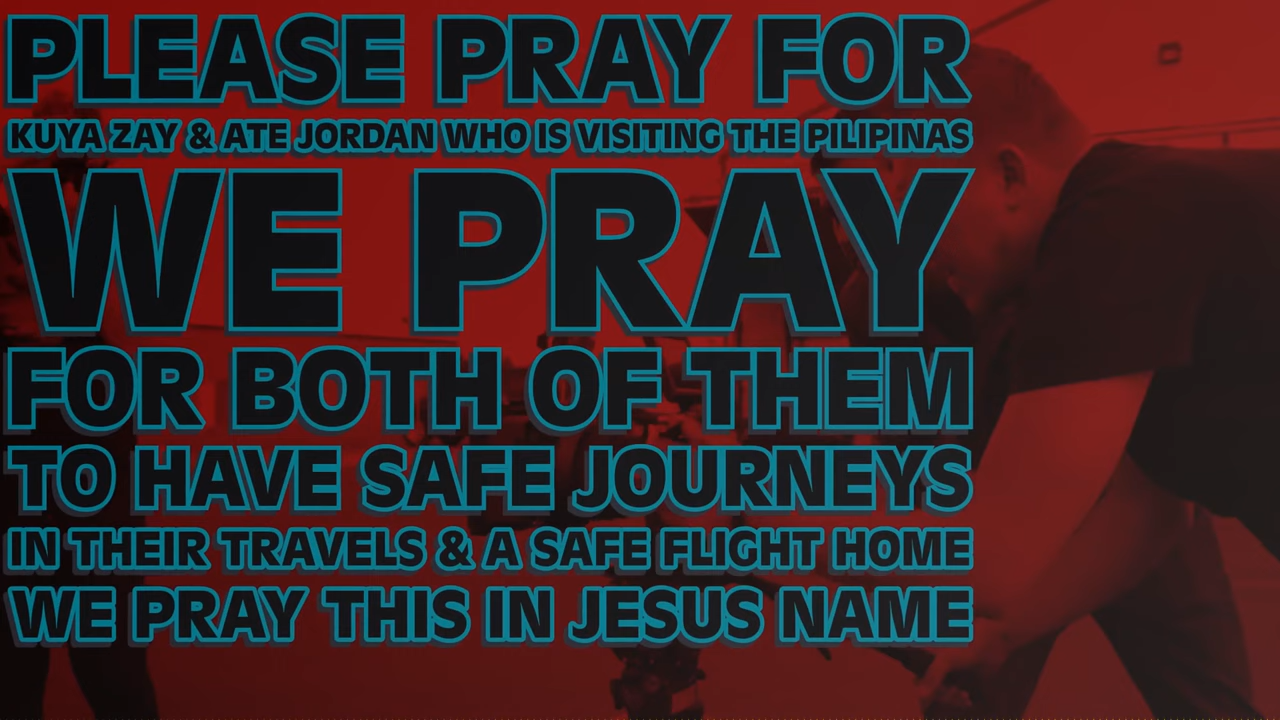 PLEASE PRAY FOR
KUYA ZAY & ATE JORDAN WHO IS VISITING THE PILIPINAS
WE PRAY
FOR BOTH OF THEM
TO HAVE SAFE JOURNEYS
IN THEIR TRAVELS & A SAFE FLIGHT HOME
WE PRAY THIS IN JESUS NAME